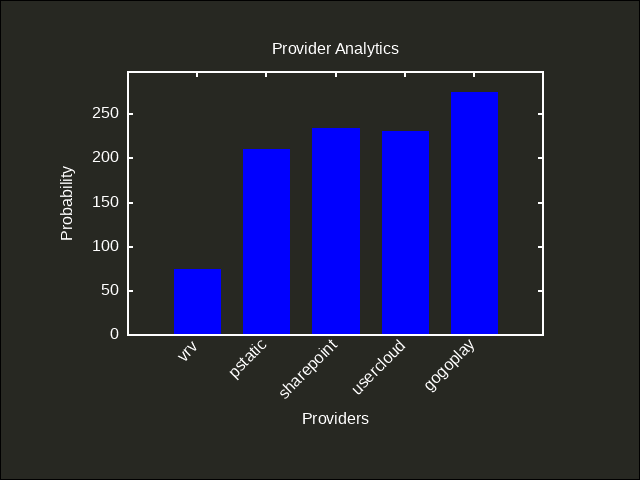 Provider Analytics
Probability
250
200
150
100
50
0
vrv
pstatic
sharepoint
usercloud
gogoplay
Providers